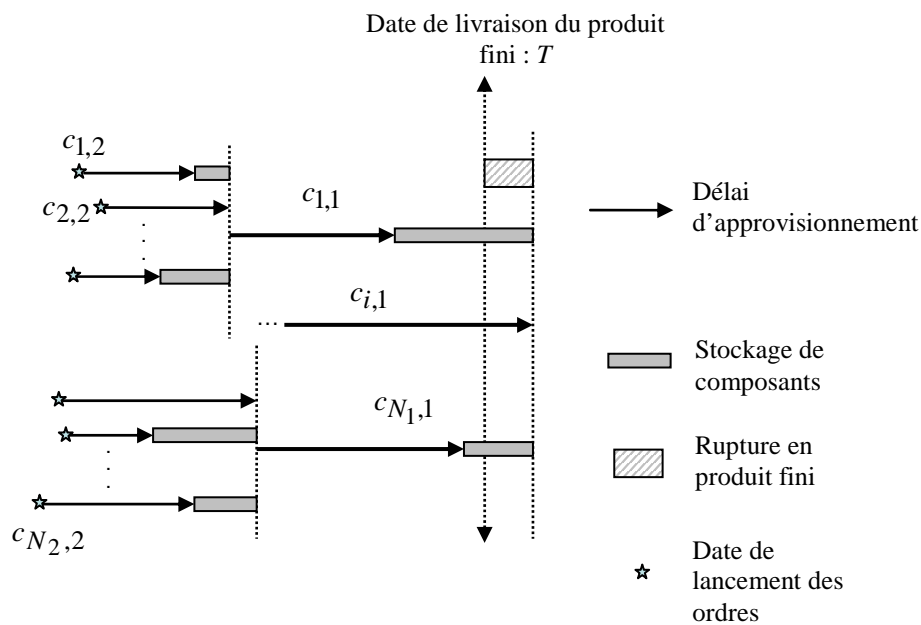 Date de livraison du produit
fini : T
c1,2
c2,2
c1,1
ci,1
...
cN1,1
cN2,2
Délai
d’approvisionnement
Stockage de
composants
Rupture en
produit fini
Date de
lancement des
ordres